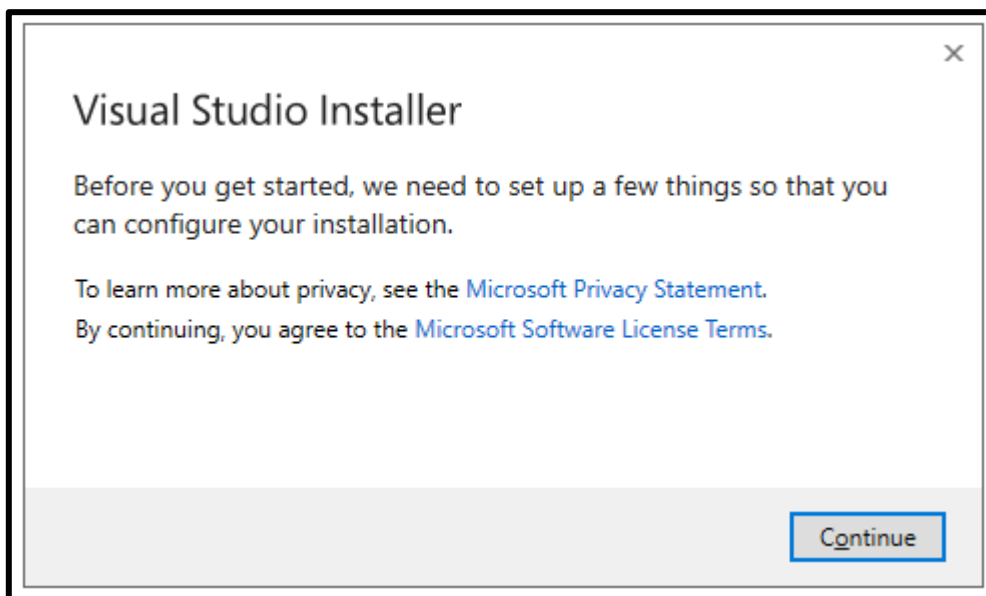 Visual Studio Installer
Before you get started, we need to set up a few things so that you
can configure your installation.
To learn more about privacy, see the Microsoft Privacy Statement.
By continuing, you agree to the Microsoft Software License Terms.
Continue